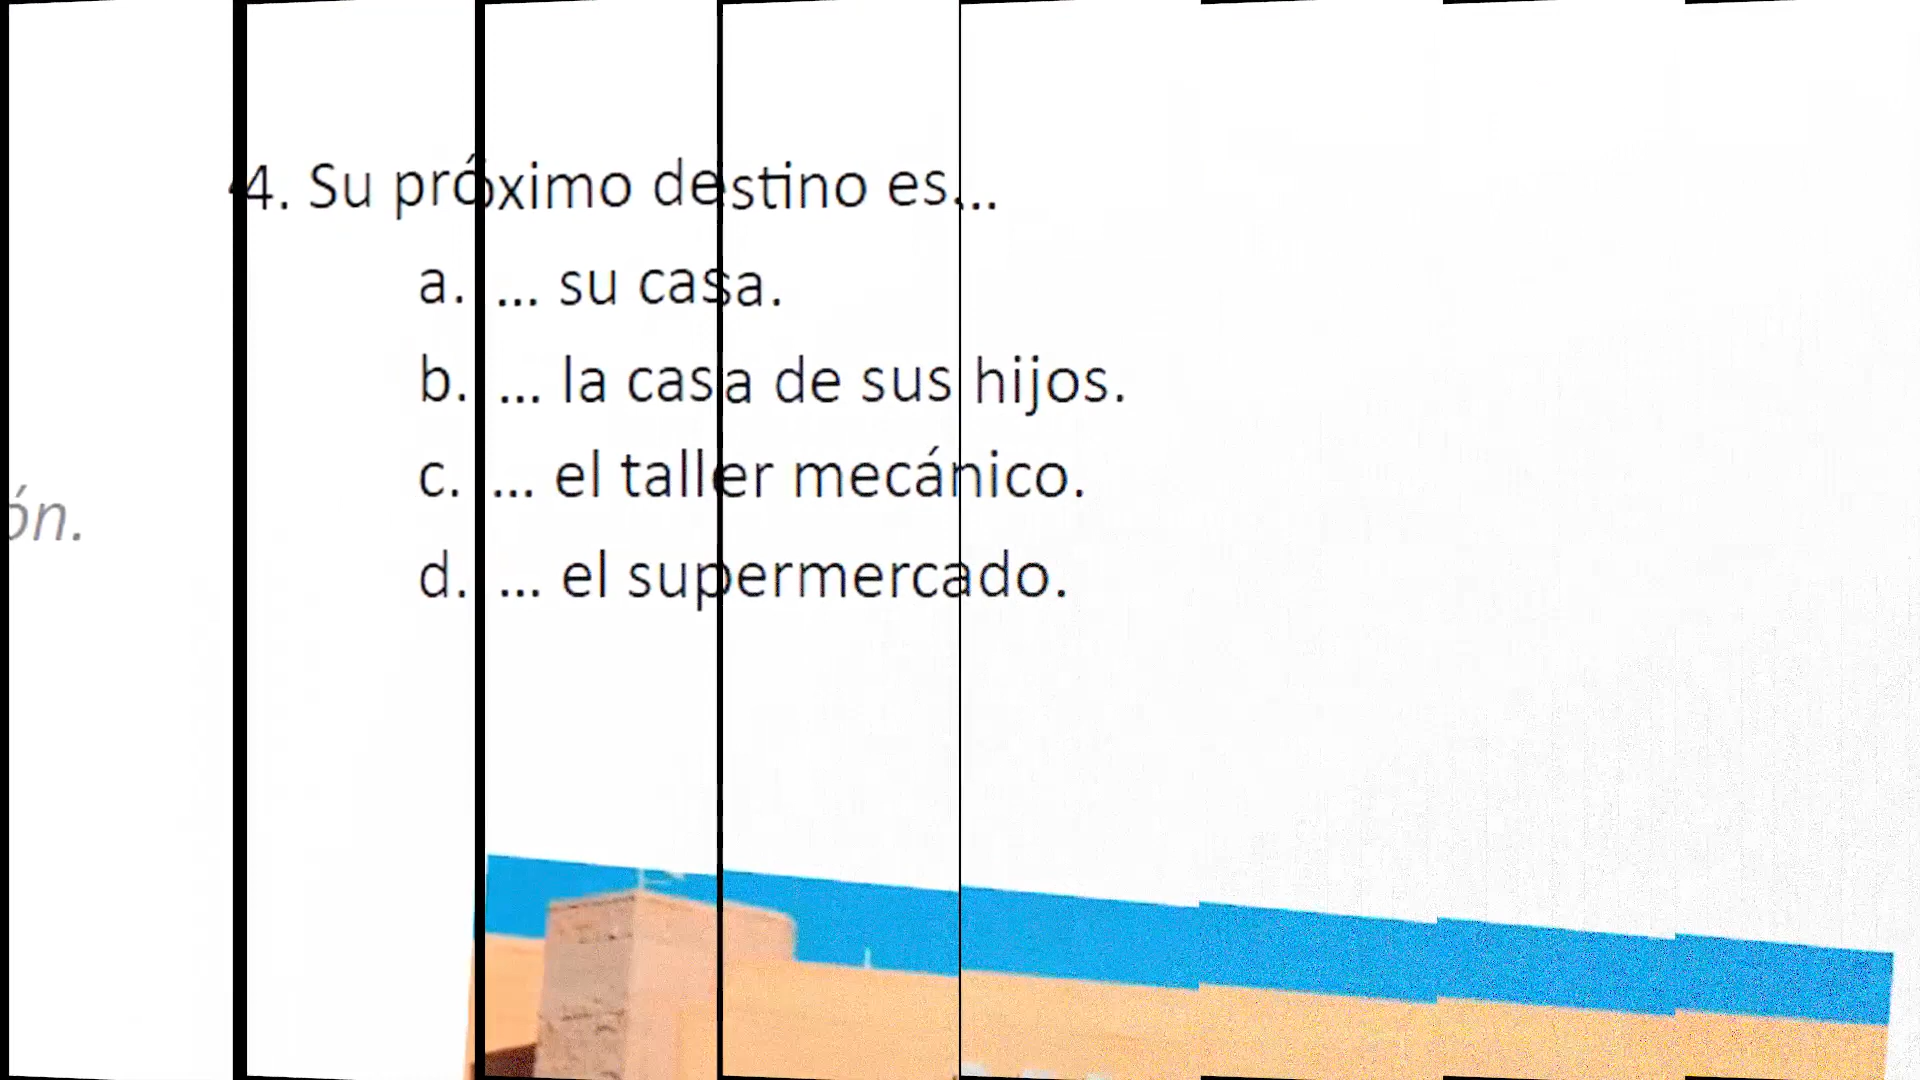 4. Su próximo destino es...
a. ... su casa.
b. ... la casa de sus hijos.
c. ... el taller mecánico.
d. ... el supermercado.